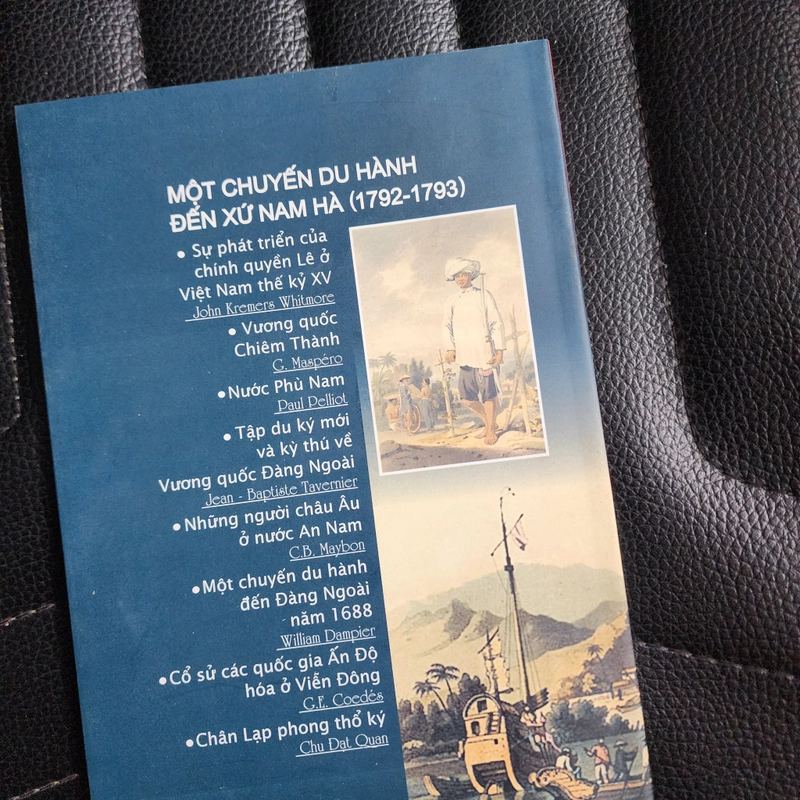 MỘT CHUYẾN DU HÀNH
ĐẾN XỨ NAM HÀ (1792-1793)
• Sự phát triển của
chính quyền Lê ở
Việt Nam thế kỷ XV
John Kremers Whitmore
• Vương quốc
Chiêm Thành
G. Maspéro
• Nước Phù Nam
Paul Pelliot
• Tập du ký mới
và kỳ thú về
Vương quốc Đàng Ngoài
Jean - Baptiste Tavernier
• Những người châu Âu
ở nước An Nam
C.B. Maybon
• Một chuyến du hành
đến Đàng Ngoài
năm 1688
William Dampier
• Cổ sử các quốc gia Ấn Độ
hóa ở Viễn Đông
G.E. Coedés
• Chân Lạp phong thổ ký
Chu Đạt Quan